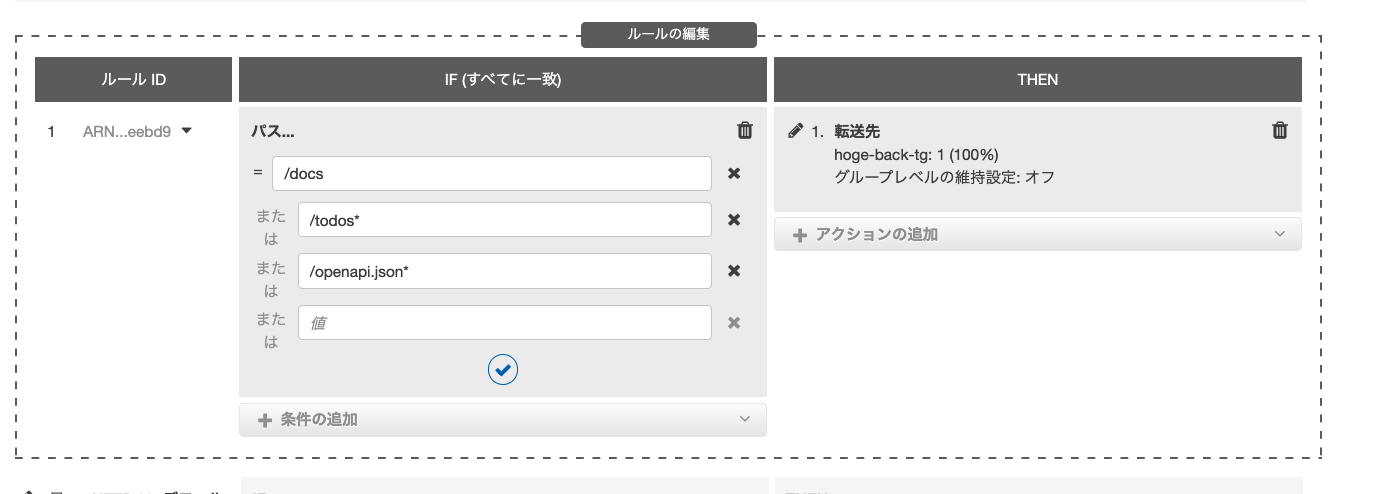 ルールの編集
ルール ID
IF (すべてに一致)
THEN
1 ARN...eebd9
パス...
= /docs
または /todos*
または /openapi.json*
または 値
条件の追加
1. 転送先
hoge-back-tg: 1 (100%)
グループレベルの維持設定: オフ
アクションの追加